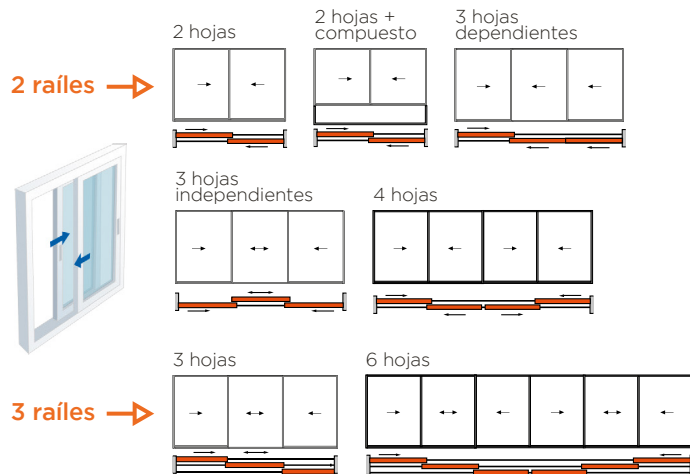 2 raíles
2 hojas
2 hojas +
compuesto
3 hojas
dependientes
3 hojas
independientes
4 hojas
3 raíles
3 hojas
6 hojas